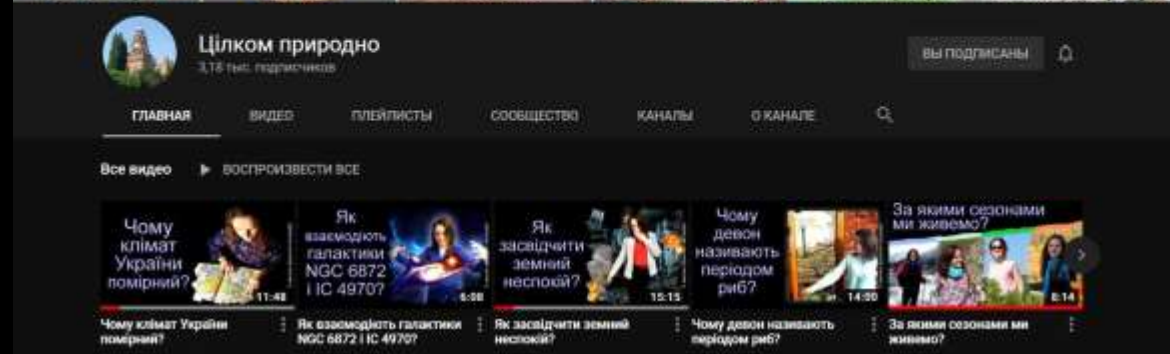 Цілком природно
3,18 тыс. подписчиков
ВЫ ПОДПИСАНЫ
ГЛАВНАЯ
ВИДЕО
ПЛЕЙЛИСТЫ
СООБЩЕСТВО
КАНАЛЫ
О КАНАЛЕ
Все видео
ВОСПРОИЗВЕСТИ ВСЕ
Чому
клімат
України
помірний?
11:48
Як
взаємодіють
галактики
NGC 6872
і IC 4970?
6:08
Як
засвідчити
земний
неспокій?
15:15
Чому
девон
називають
періодом
риб?
14:00
За якими сезонами
ми живемо?
8:14
Чому клімат України
помірний?
Як взаємодіють галактики
NGC 6872 і IC 4970?
Як засвідчити земний
неспокій?
Чому девон називають
періодом риб?
За якими сезонами ми
живемо?